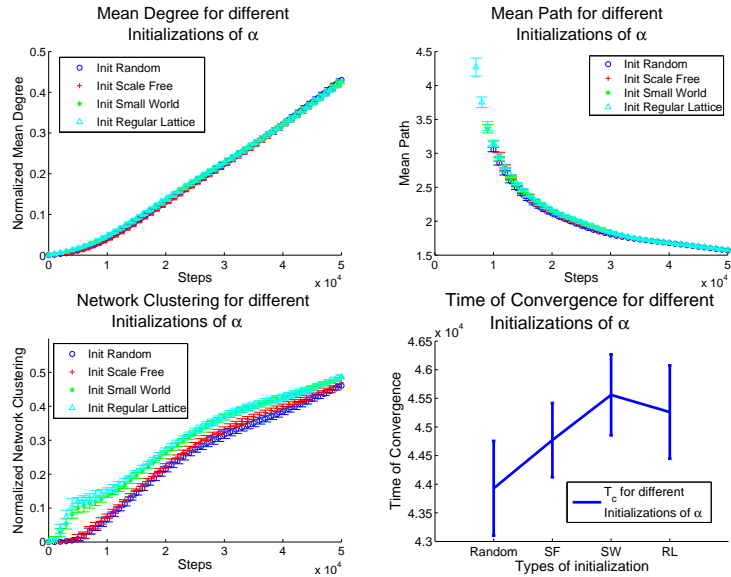 Mean Degree for different
Initializations of α
Normalized Mean Degree
0.5
0.4
0.3
0.2
0.1
0
Init Random
Init Scale Free
Init Small World
Init Regular Lattice
0 1 2 3 4 5
Steps
x 10^4
Mean Path for different
Initializations of α
Mean Path
4.5
4
3.5
3
2.5
2
1.5
Init Random
Init Scale Free
Init Small World
Init Regular Lattice
0 1 2 3 4 5
Steps
x 10^4
Network Clustering for different
Initializations of α
Normalized Network Clustering
0.5
0.4
0.3
0.2
0.1
0
Init Random
Init Scale Free
Init Small World
Init Regular Lattice
0 1 2 3 4 5
Steps
x 10^4
Time of Convergence for different
Initializations of α
x 10^4
Time of Convergence
4.65
4.6
4.55
4.5
4.45
4.4
4.35
4.3
T_c for different
Initializations of α
Random SF SW RL
Types of initialization